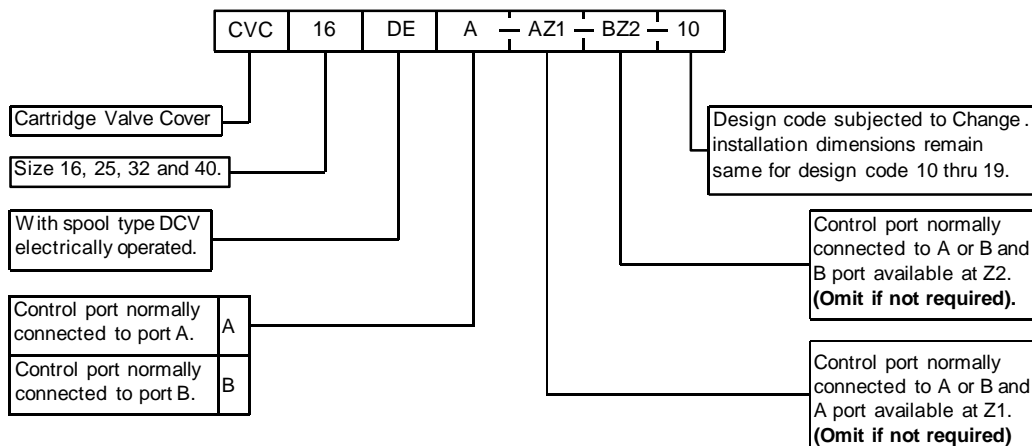 CVC 16 DE A – AZ1 – BZ2 – 10
Cartridge Valve Cover
Size 16, 25, 32 and 40.
With spool type DCV
electrically operated.
Control port normally
connected to port A.
A
Control port normally
connected to port B.
B
Design code subjected to Change .
installation dimensions remain
same for design code 10 thru 19.
Control port normally
connected to A or B and
B port available at Z2.
(Omit if not required).
Control port normally
connected to A or B and
A port available at Z1.
(Omit if not required)